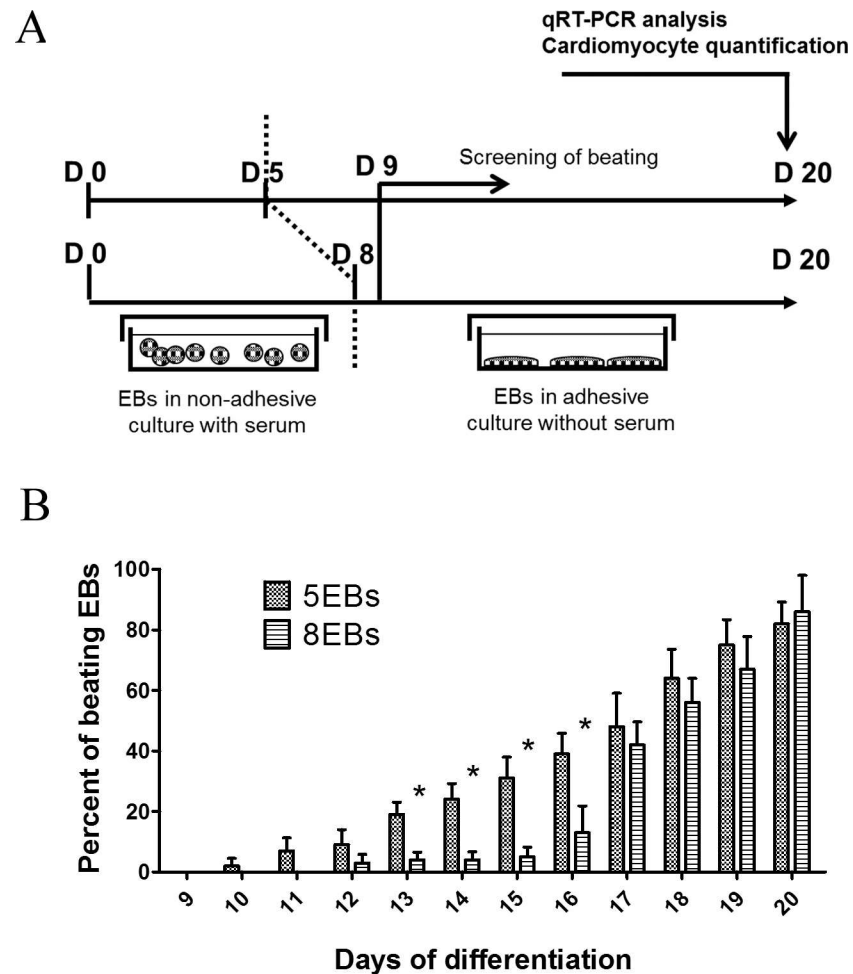 A
qRT-PCR analysis
Cardiomyocyte quantification
D 0
D 5
D 9
Screening of beating
D 20
D 0
D 8
D 20
EBs in non-adhesive
culture with serum
EBs in adhesive
culture without serum
B
Percent of beating EBs
100
80
60
40
20
0
5EBs
8EBs
* * * *
9 10 11 12 13 14 15 16 17 18 19 20
Days of differentiation